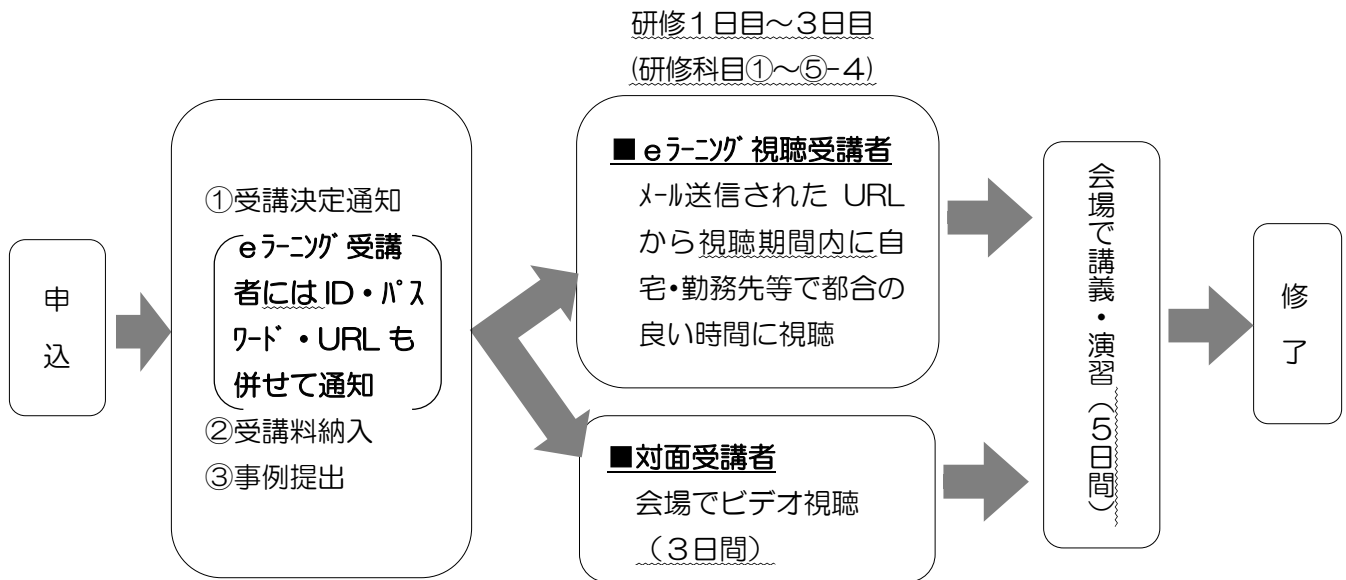 研修１日目～３日目
(研修科目①～⑤-４)
申
込
①受講決定通知
eﾗｰﾆﾝｸﾞ受講
者にはID・ﾊﾟｽ
ﾜｰﾄﾞ・URLも
併せて通知
②受講料納入
③事例提出
■eﾗｰﾆﾝｸﾞ視聴受講者
ﾒｰﾙ送信された URL
から視聴期間内に自
宅・勤務先等で都合の
良い時間に視聴
■対面受講者
会場でビデオ視聴
（３日間）
会場で講義・演習（５日間）
修
了